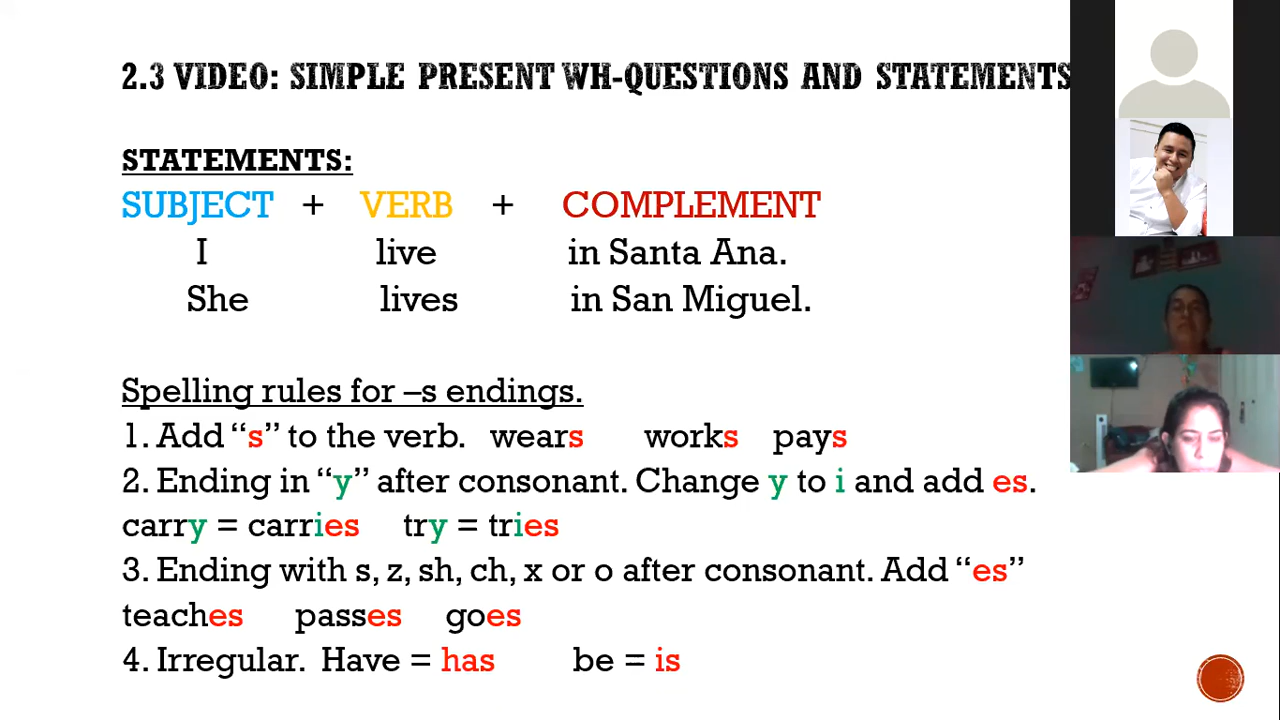 2.3 VIDEO: SIMPLE PRESENT WH-QUESTIONS AND STATEMENTS
STATEMENTS:
SUBJECT + VERB + COMPLEMENT
I live in Santa Ana.
She lives in San Miguel.
Spelling rules for –s endings.
1. Add “s” to the verb. wears works pays
2. Ending in “y” after consonant. Change y to i and add es.
carry = carries try = tries
3. Ending with s, z, sh, ch, x or o after consonant. Add “es”
teaches passes goes
4. Irregular. Have = has be = is